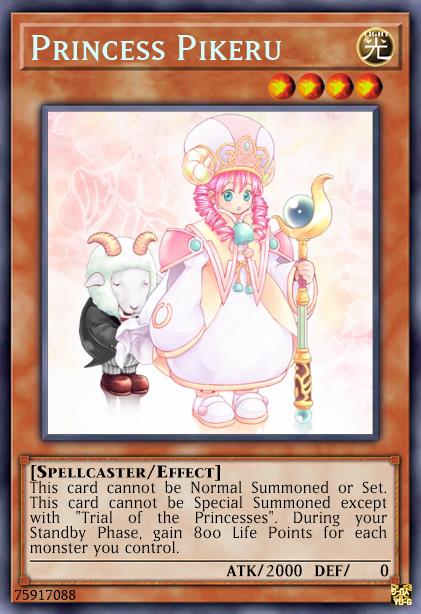 PRINCESS PIKERU
LIGHT
光
[SPELLCASTER/EFFECT]
This card cannot be Normal Summoned or Set.
This card cannot be Special Summoned except
with "Trial of the Princesses". During your
Standby Phase, gain 800 Life Points for each
monster you control.
ATK/2000 DEF/ 0
75917088